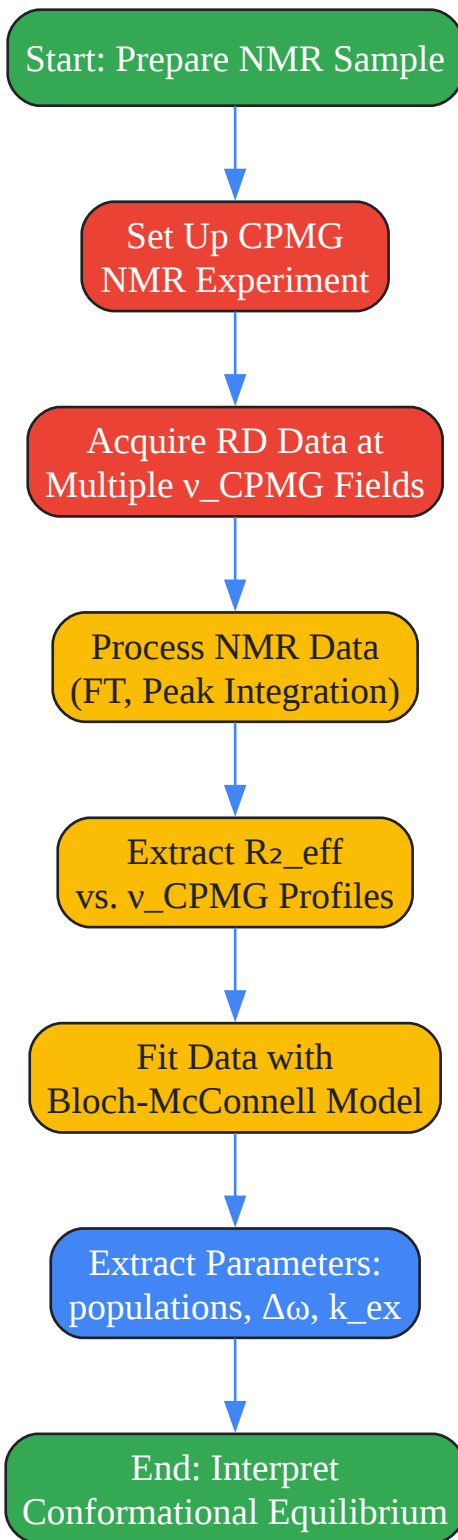 Start: Prepare NMR Sample
Set Up CPMG
NMR Experiment
Acquire RD Data at
Multiple ν_CPMG Fields
Process NMR Data
(FT, Peak Integration)
Extract R₂_eff
vs. ν_CPMG Profiles
Fit Data with
Bloch-McConnell Model
Extract Parameters:
populations, Δω, k_ex
End: Interpret
Conformational Equilibrium